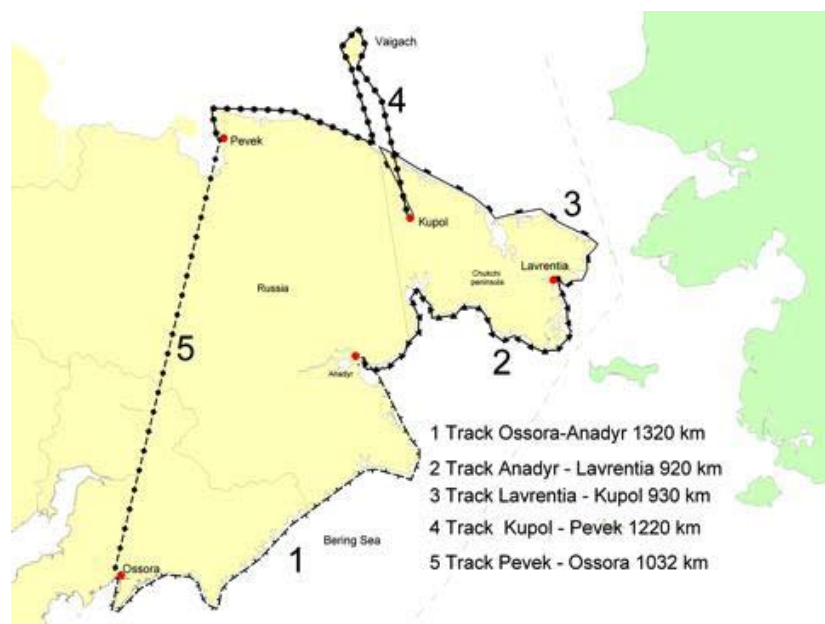 Vaigach
4
Pevek
Kupol
3
Lavrentia
Chukchi
peninsula
Russia
5
2
Anadyr
1 Track Ossora-Anadyr 1320 km
2 Track Anadyr - Lavrentia 920 km
3 Track Lavrentia - Kupol 930 km
4 Track Kupol - Pevek 1220 km
5 Track Pevek - Ossora 1032 km
Bering Sea
1
Ossora